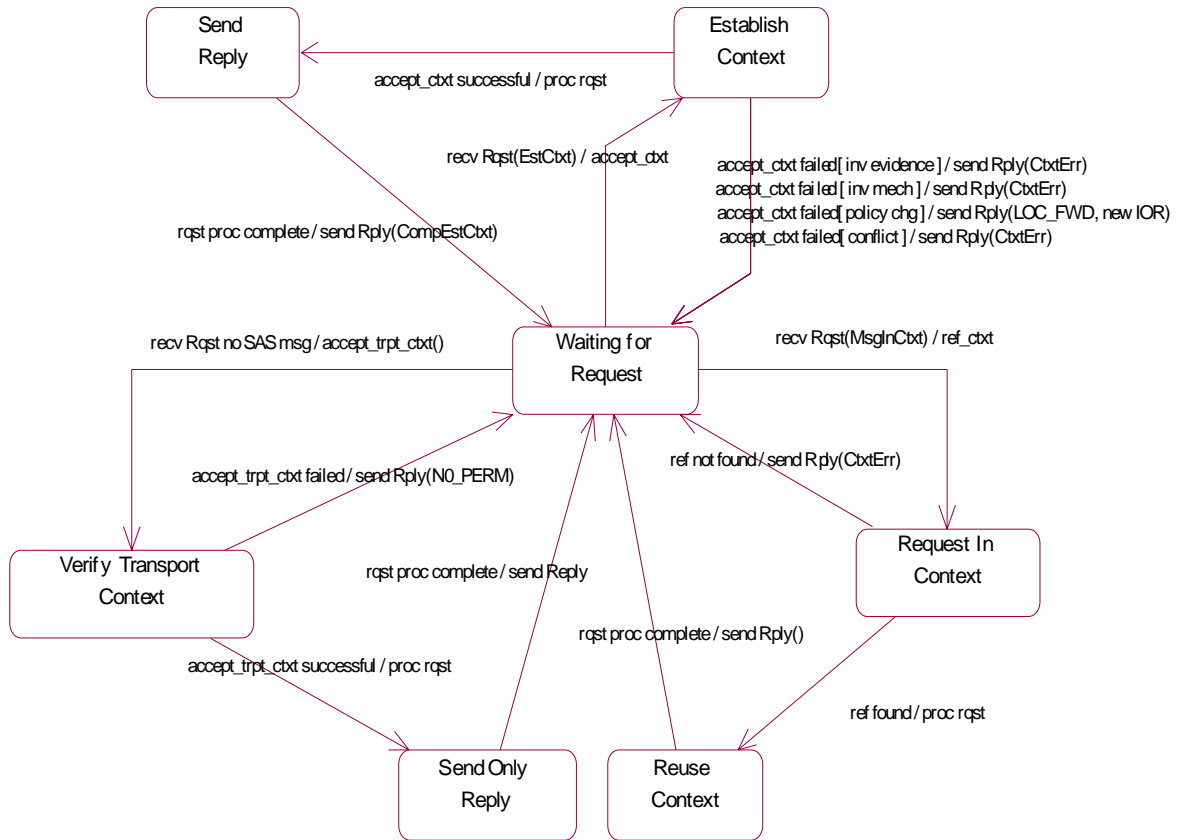 Send
Reply
Establish
Context
accept_ctxt successful / proc rqst
recv Rqst(EstCtxt) / accept_ctxt
accept_ctxt failed[ inv evidence ] / send Rply(CtxtErr)
accept_ctxt failed[ inv mech ] / send Rply(CtxtErr)
accept_ctxt failed[ policy chg ] / send Rply(LOC_FWD, new IOR)
accept_ctxt failed[ conflict ] / send Rply(CtxtErr)
rqst proc complete / send Rply(CompEstCtxt)
recv Rqst no SAS msg / accept_trpt_ctxt()
Waiting for
Request
recv Rqst(MsgInCtxt) / ref_ctxt
accept_trpt_ctxt failed / send Rply(N0_PERM)
ref not found / send Rply(CtxtErr)
Verify Transport
Context
Request In
Context
rqst proc complete / send Reply
rqst proc complete / send Rply()
accept_trpt_ctxt successful / proc rqst
ref found / proc rqst
Send Only
Reply
Reuse
Context